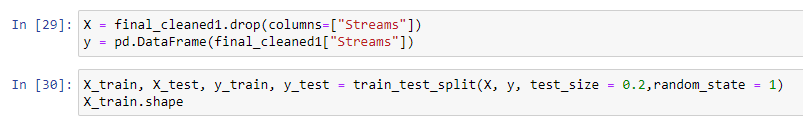 In [29]: X = final_cleaned1.drop(columns=["Streams"])
y = pd.DataFrame(final_cleaned1["Streams"])
In [30]: X_train, X_test, y_train, y_test = train_test_split(X, y, test_size = 0.2,random_state = 1)
X_train.shape